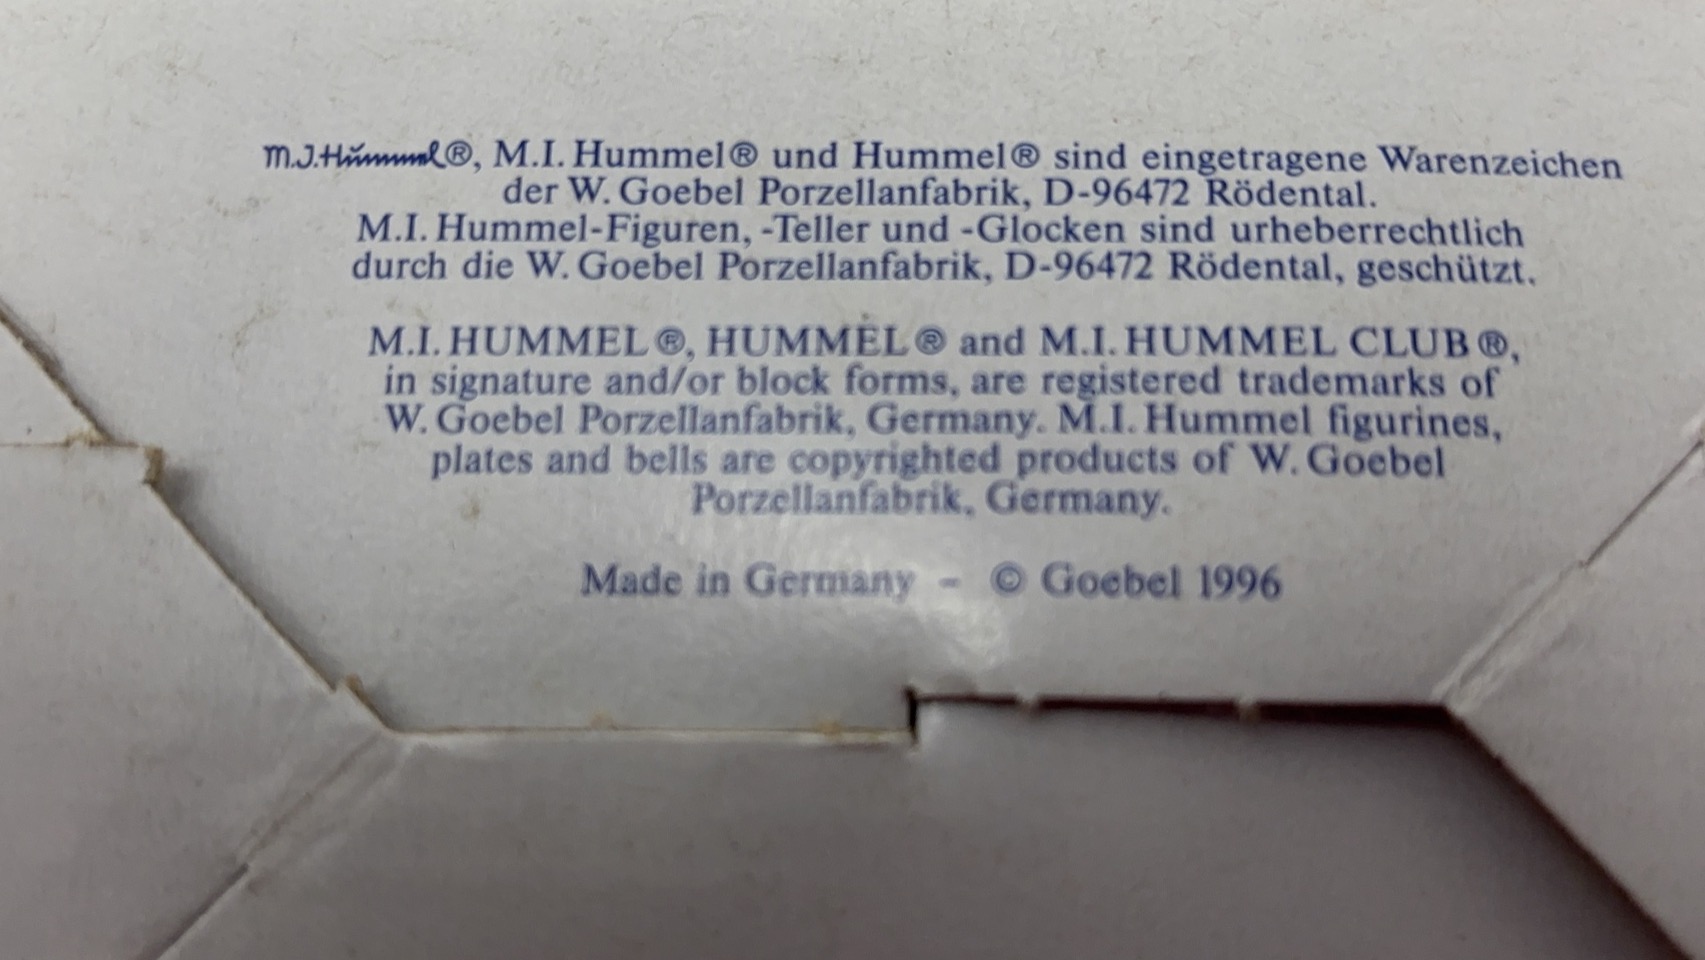 M.J.Hummel®, M.I. Hummel® und Hummel® sind eingetragene Warenzeichen
der W. Goebel Porzellanfabrik, D-96472 Rödental.
M.I. Hummel-Figuren, -Teller und -Glocken sind urheberrechtlich
durch die W. Goebel Porzellanfabrik, D-96472 Rödental, geschützt.
M.I. HUMMEL®, HUMMEL® and M.I. HUMMEL CLUB®,
in signature and/or block forms, are registered trademarks of
W. Goebel Porzellanfabrik, Germany. M.I. Hummel figurines,
plates and bells are copyrighted products of W. Goebel
Porzellanfabrik, Germany.
Made in Germany - © Goebel 1996